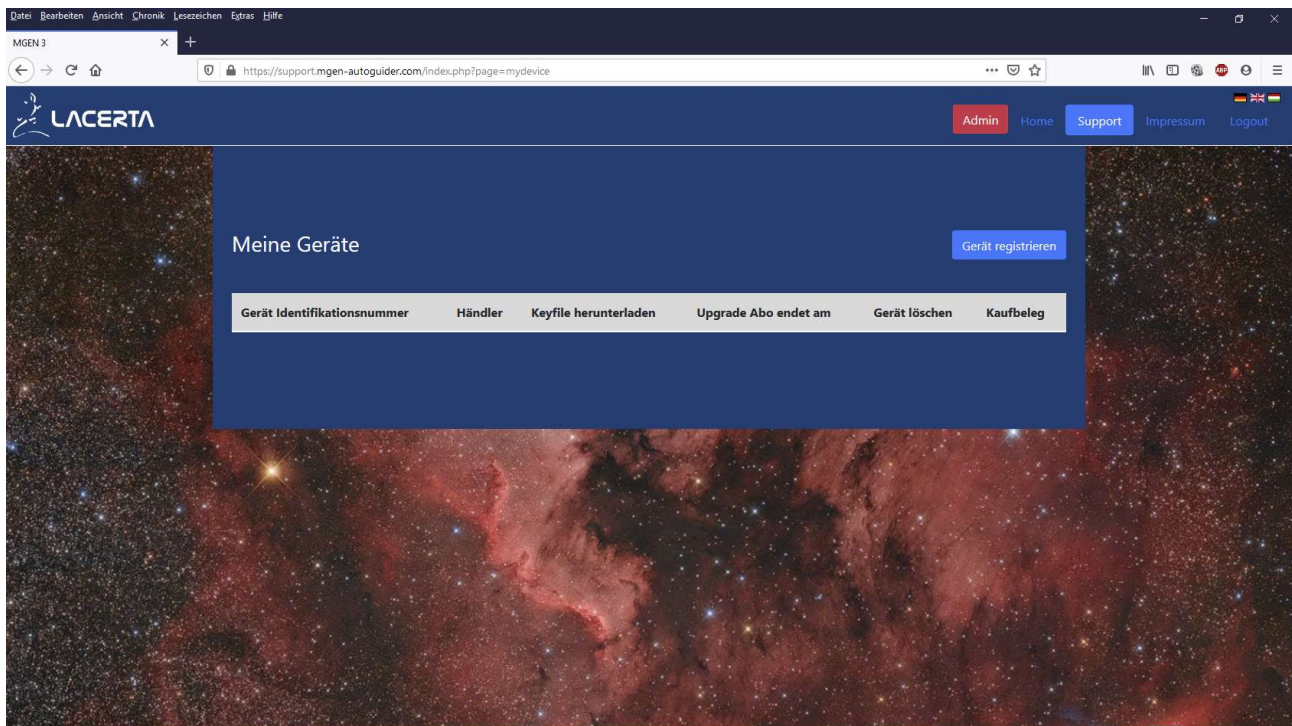 Datei Bearbeiten Ansicht Chronik Lesezeichen Extras Hilfe
MGEN 3
https://support.mgen-autoguider.com/index.php?page=mydevice
LACERTA
Admin Home Support Impressum Logout
Meine Geräte
Gerät registrieren
Gerät Identifikationsnummer Händler Keyfile herunterladen Upgrade Abo endet am Gerät löschen Kaufbeleg